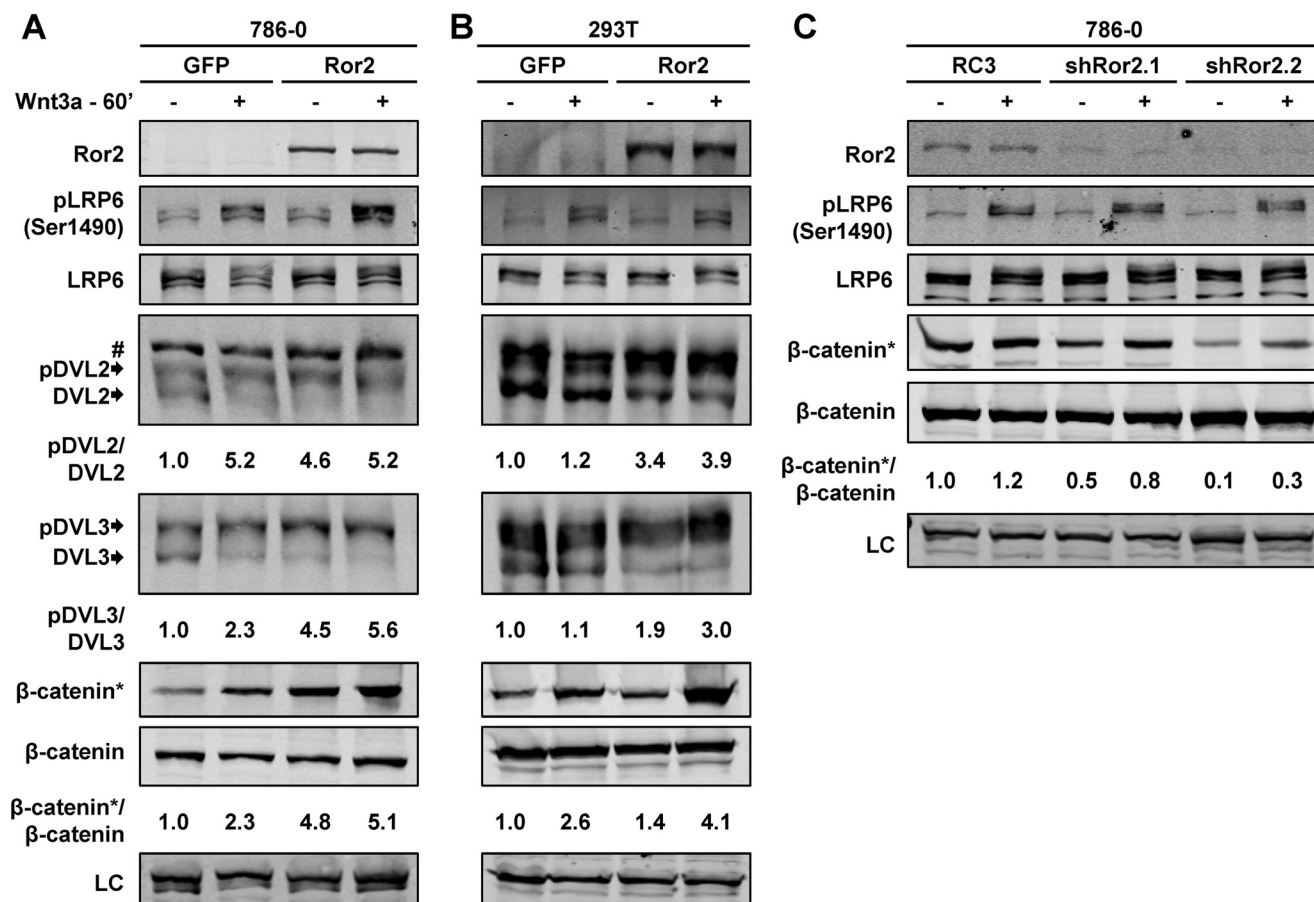 A
786-0
GFP Ror2
Wnt3a - 60' - + - +
Ror2
pLRP6
(Ser1490)
LRP6
#
pDVL2
DVL2
pDVL2/
DVL2
1.0 5.2 4.6 5.2
pDVL3
DVL3
pDVL3/
DVL3
1.0 2.3 4.5 5.6
β-catenin*
β-catenin
β-catenin*/
β-catenin
1.0 2.3 4.8 5.1
LC
B
293T
GFP Ror2
- + - +
1.0 1.2 3.4 3.9
1.0 1.1 1.9 3.0
1.0 2.6 1.4 4.1
C
786-0
RC3 shRor2.1 shRor2.2
- + - + - +
Ror2
pLRP6
(Ser1490)
LRP6
β-catenin*
β-catenin
β-catenin*/
β-catenin
1.0 1.2 0.5 0.8 0.1 0.3
LC